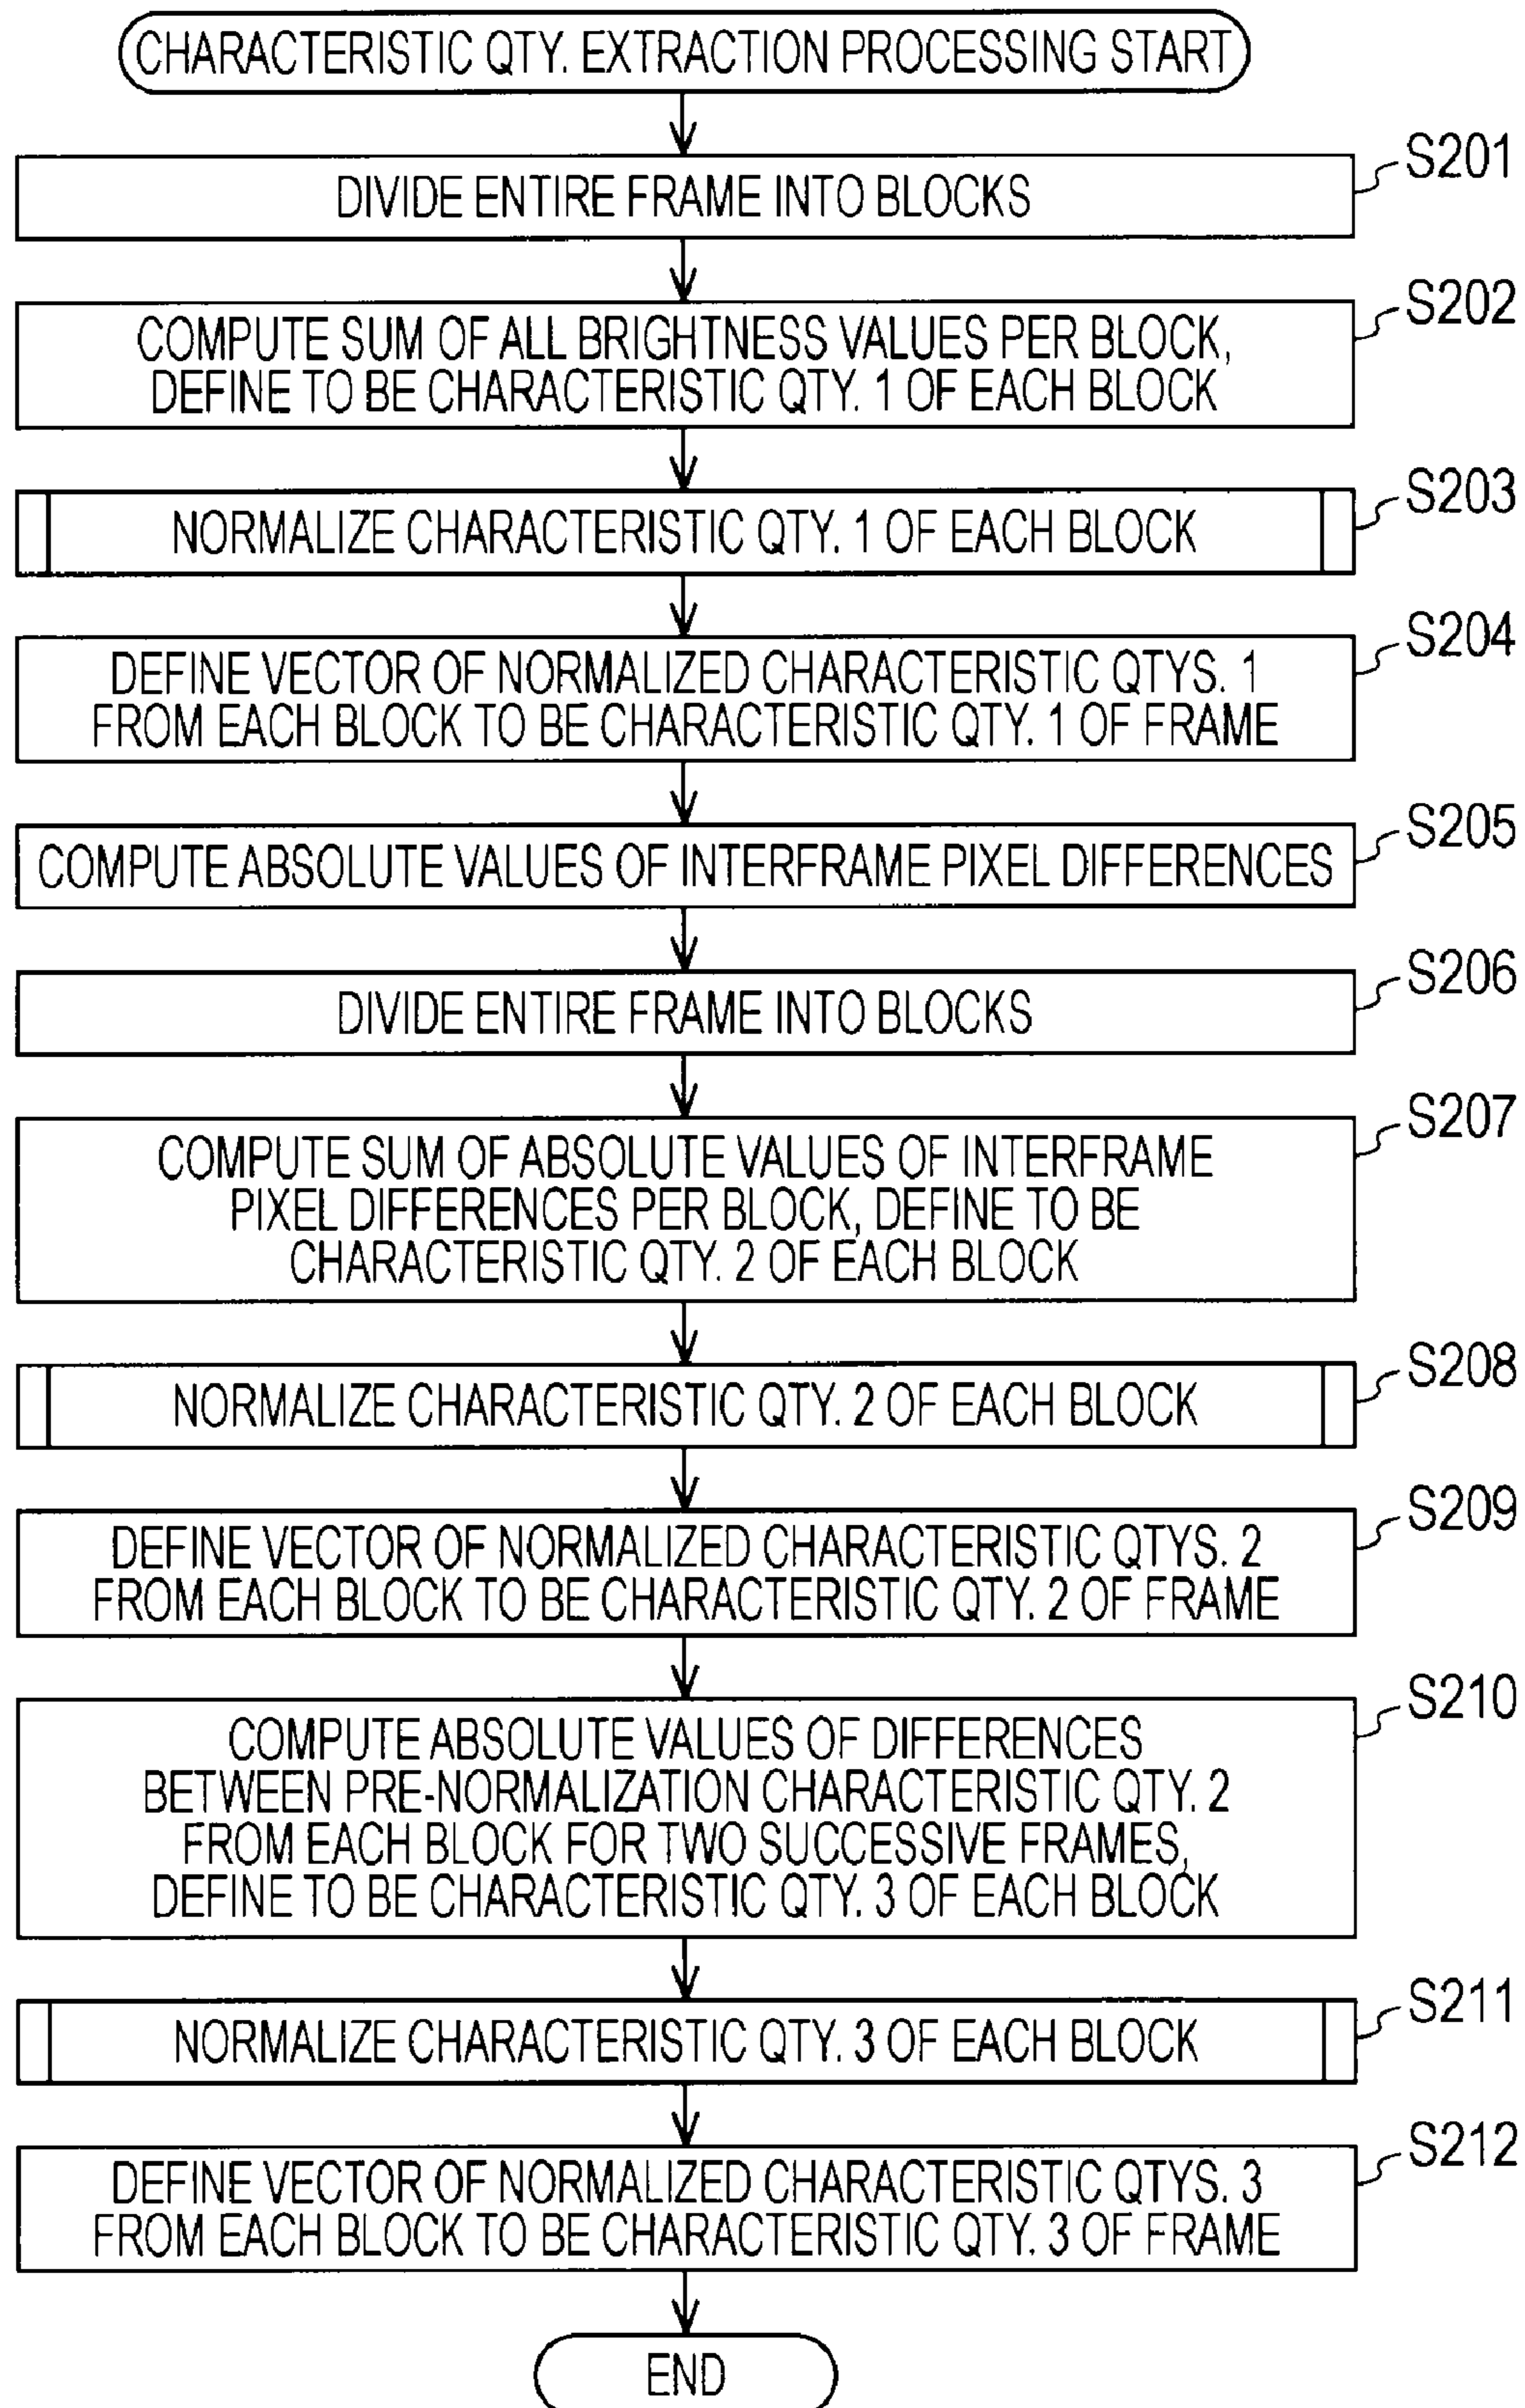 CHARACTERISTIC QTY. EXTRACTION PROCESSING START
S201
DIVIDE ENTIRE FRAME INTO BLOCKS
S202
COMPUTE SUM OF ALL BRIGHTNESS VALUES PER BLOCK,
DEFINE TO BE CHARACTERISTIC QTY. 1 OF EACH BLOCK
S203
NORMALIZE CHARACTERISTIC QTY. 1 OF EACH BLOCK
S204
DEFINE VECTOR OF NORMALIZED CHARACTERISTIC QTYS. 1
FROM EACH BLOCK TO BE CHARACTERISTIC QTY. 1 OF FRAME
S205
COMPUTE ABSOLUTE VALUES OF INTERFRAME PIXEL DIFFERENCES
S206
DIVIDE ENTIRE FRAME INTO BLOCKS
S207
COMPUTE SUM OF ABSOLUTE VALUES OF INTERFRAME
PIXEL DIFFERENCES PER BLOCK, DEFINE TO BE
CHARACTERISTIC QTY. 2 OF EACH BLOCK
S208
NORMALIZE CHARACTERISTIC QTY. 2 OF EACH BLOCK
S209
DEFINE VECTOR OF NORMALIZED CHARACTERISTIC QTYS. 2
FROM EACH BLOCK TO BE CHARACTERISTIC QTY. 2 OF FRAME
S210
COMPUTE ABSOLUTE VALUES OF DIFFERENCES
BETWEEN PRE-NORMALIZATION CHARACTERISTIC QTY. 2
FROM EACH BLOCK FOR TWO SUCCESSIVE FRAMES,
DEFINE TO BE CHARACTERISTIC QTY. 3 OF EACH BLOCK
S211
NORMALIZE CHARACTERISTIC QTY. 3 OF EACH BLOCK
S212
DEFINE VECTOR OF NORMALIZED CHARACTERISTIC QTYS. 3
FROM EACH BLOCK TO BE CHARACTERISTIC QTY. 3 OF FRAME
END